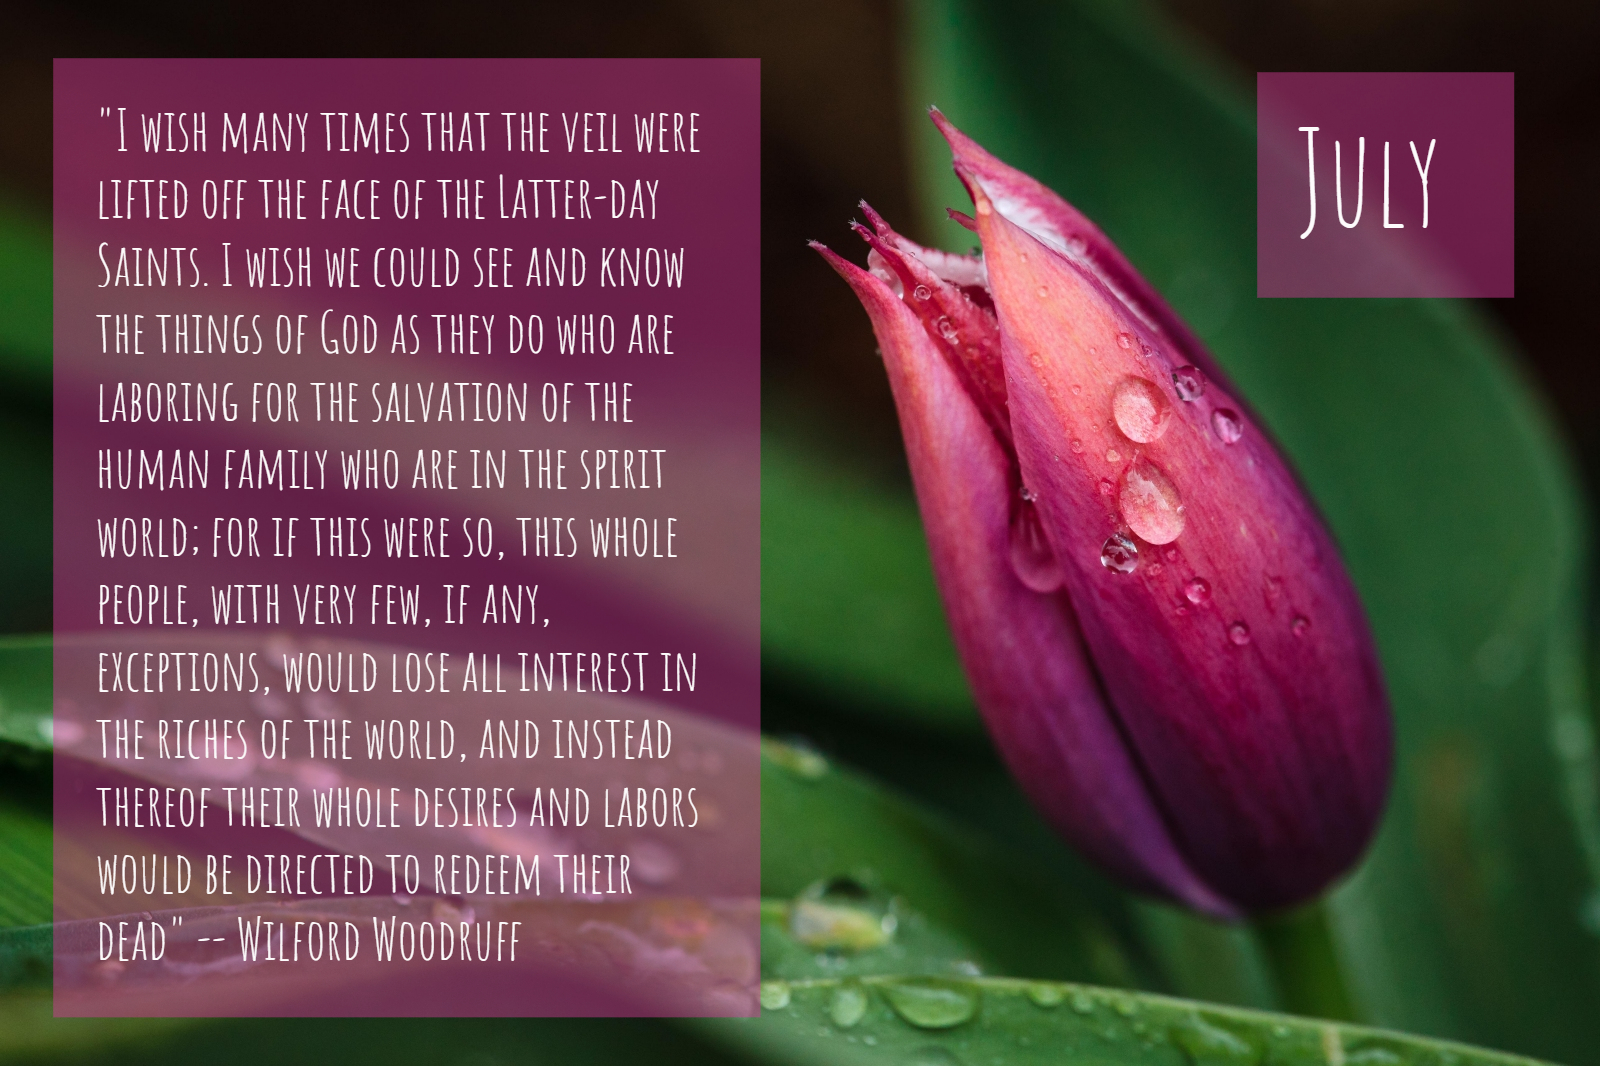 "I wish many times that the veil were
lifted off the face of the Latter-day
Saints. I wish we could see and know
the things of God as they do who are
laboring for the salvation of the
human family who are in the spirit
world; for if this were so, this whole
people, with very few, if any,
exceptions, would lose all interest in
the riches of the world, and instead
thereof their whole desires and labors
would be directed to redeem their
dead" -- Wilford Woodruff
July